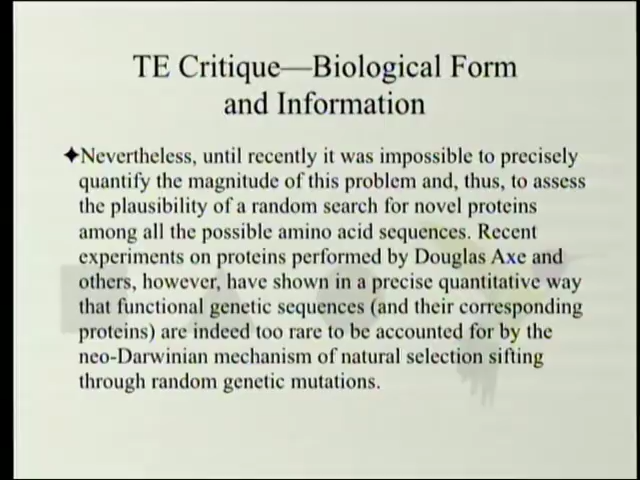 TE Critique—Biological Form
and Information
✦Nevertheless, until recently it was impossible to precisely
quantify the magnitude of this problem and, thus, to assess
the plausibility of a random search for novel proteins
among all the possible amino acid sequences. Recent
experiments on proteins performed by Douglas Axe and
others, however, have shown in a precise quantitative way
that functional genetic sequences (and their corresponding
proteins) are indeed too rare to be accounted for by the
neo-Darwinian mechanism of natural selection sifting
through random genetic mutations.